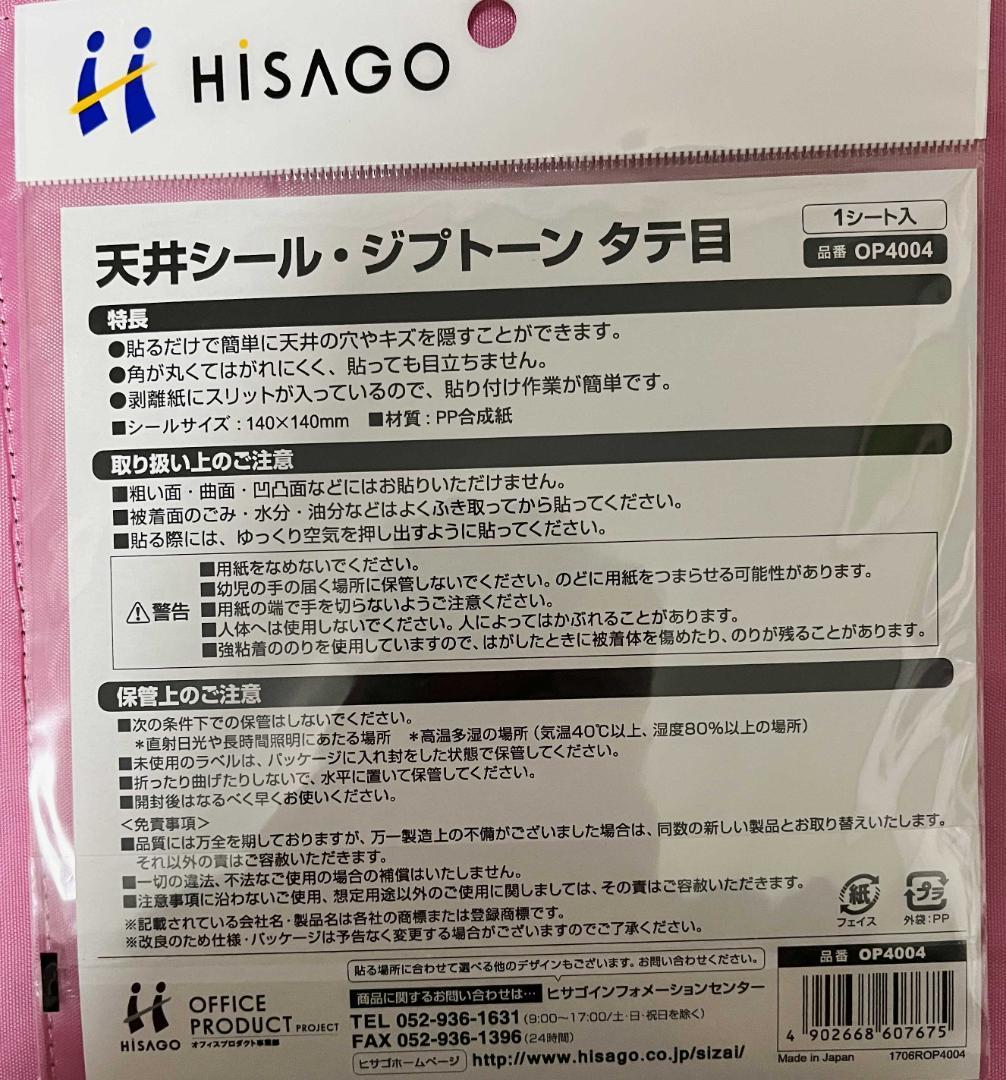 HISAGO
1シート入
天井シール・ジプトーン タテ目
品番 OP4004
特長
●貼るだけで簡単に天井の穴やキズを隠すことができます。
●角が丸くてはがれにくく、貼っても目立ちません。
●剥離紙にスリットが入っているので、貼り付け作業が簡単です。
■シールサイズ:140×140mm ■材質:PP合成紙
取り扱い上のご注意
■粗い面・曲面・凹凸面などにはお貼りいただけません。
■被着面のごみ・水分・油分などはよくふき取ってから貼ってください。
■貼る際には、ゆっくり空気を押し出すように貼ってください。
⚠警告
■用紙をなめないでください。
■幼児の手の届く場所に保管しないでください。のどに用紙をつまらせる可能性があります。
■用紙の端で手を切らないようご注意ください。
■人体へは使用しないでください。人によってはかぶれることがあります。
■強粘着ののりを使用していますので、はがしたときに被着体を傷めたり、のりが残ることがあります。
保管上のご注意
■次の条件下での保管はしないでください。
*直射日光や長時間照明にあたる場所 *高温多湿の場所(気温40℃以上、湿度80%以上の場所)
■未使用のラベルは、パッケージに入れ封をした状態で保管してください。
■折ったり曲げたりしないで、水平に置いて保管してください。
■開封後はなるべく早くお使いください。
<免責事項>
■品質には万全を期しておりますが、万一製造上の不備がございました場合は、同数の新しい製品とお取り替えいたします。
それ以外の責はご容赦いただきます。
■一切の違法、不法なご使用の場合の補償はいたしません。
■注意事項に沿わないご使用、想定用途以外のご使用に関しましては、その責はご容赦いただきます。
※記載されている会社名・製品名は各社の商標または登録商標です。
※改良のため仕様・パッケージは予告なく変更する場合がございますのでご了承ください。
紙
フェイス
プラ
外袋:PP
貼る場所に合わせて選べる他のデザインもございます。お問い合わせください。
HISAGO
OFFICE
PRODUCT PROJECT
オフィスプロダクト事業部
商品に関するお問い合わせは… ヒサゴインフォメーションセンター
TEL 052-936-1631(9:00~17:00/土・日・祝日を除く)
FAX 052-936-1396(24時間)
ヒサゴホームページ http://www.hisago.co.jp/sizai/
品番 OP4004
4 902668 607675
Made in Japan 1706ROP4004